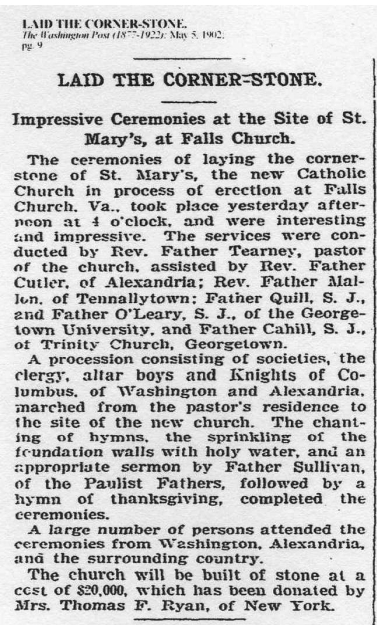 LAID THE CORNER-STONE.
The Washington Post (1877-1922); May 5, 1902;
pg. 9
LAID THE CORNER-STONE.
Impressive Ceremonies at the Site of St.
Mary's, at Falls Church.
The ceremonies of laying the corner-
stone of St. Mary's, the new Catholic
Church in process of erection at Falls
Church, Va., took place yesterday after-
noon at 4 o'clock, and were interesting
and impressive. The services were con-
ducted by Rev. Father Tearney, pastor
of the church, assisted by Rev. Father
Cutler, of Alexandria; Rev. Father Mal-
lon, of Tennallytown; Father Quill, S. J.,
and Father O'Leary, S. J., of the George-
town University, and Father Cahill, S. J.,
of Trinity Church, Georgetown.
A procession consisting of societies, the
clergy, altar boys and Knights of Co-
lumbus, of Washington and Alexandria,
marched from the pastor's residence to
the site of the new church. The chant-
ing of hymns, the sprinkling of the
foundation walls with holy water, and an
appropriate sermon by Father Sullivan,
of the Paulist Fathers, followed by a
hymn of thanksgiving, completed the
ceremonies.
A large number of persons attended the
ceremonies from Washington, Alexandria,
and the surrounding country.
The church will be built of stone at a
cost of $20,000, which has been donated by
Mrs. Thomas F. Ryan, of New York.